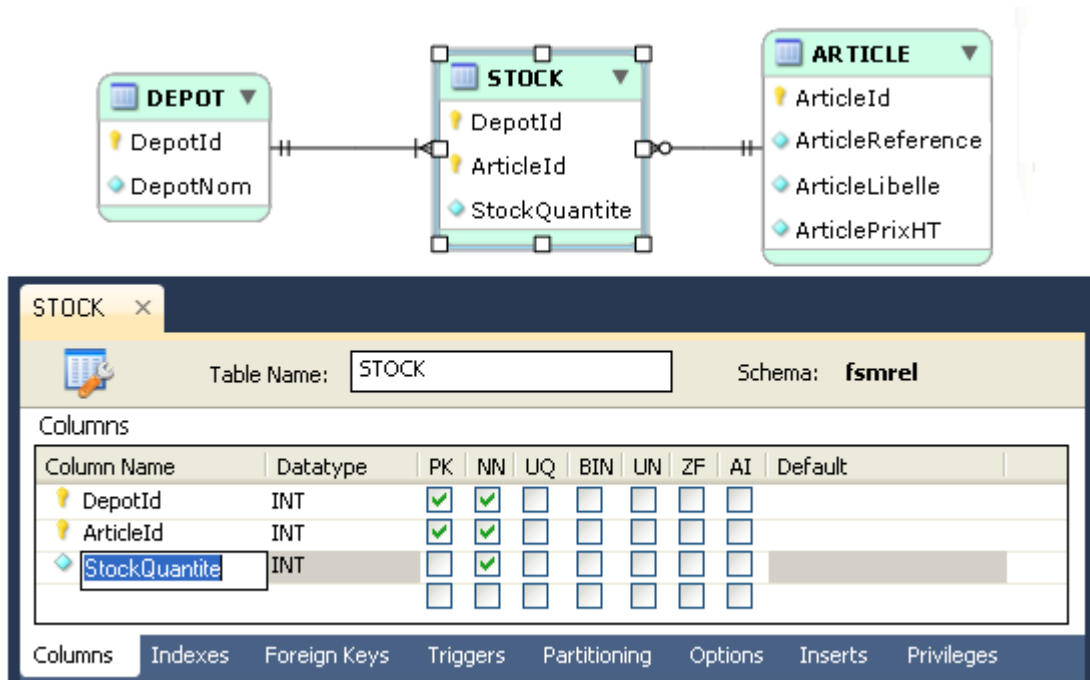 DEPOT
DepotId
DepotNom
STOCK
DepotId
ArticleId
StockQuantite
ARTICLE
ArticleId
ArticleReference
ArticleLibelle
ArticlePrixHT
STOCK
Table Name: STOCK Schema: fsmrel
Columns
Column Name Datatype PK NN UQ BIN UN ZF AI Default
DepotId INT
ArticleId INT
StockQuantite INT
Columns Indexes Foreign Keys Triggers Partitioning Options Inserts Privileges